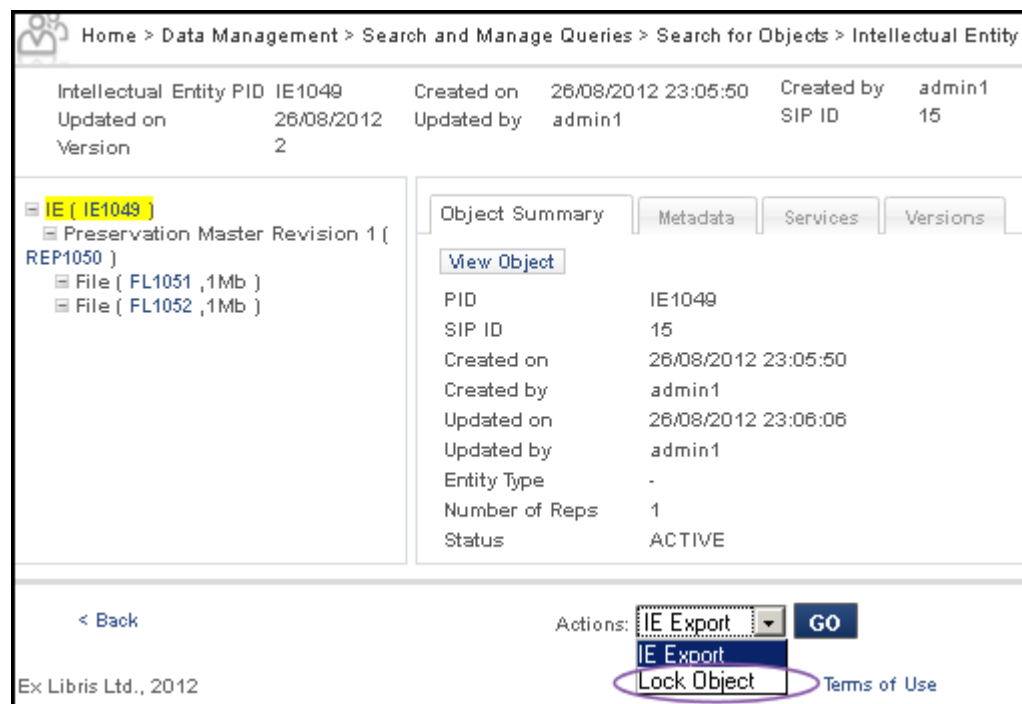 Home > Data Management > Search and Manage Queries > Search for Objects > Intellectual Entity
Intellectual Entity PID IE1049 Created on 26/08/2012 23:05:50 Created by admin1
Updated on 26/08/2012 Updated by admin1 SIP ID 15
Version 2
IE ( IE1049 )
Preservation Master Revision 1 (
REP1050 )
File ( FL1051 ,1Mb )
File ( FL1052 ,1Mb )
Object Summary Metadata Services Versions
View Object
PID IE1049
SIP ID 15
Created on 26/08/2012 23:05:50
Created by admin1
Updated on 26/08/2012 23:06:06
Updated by admin1
Entity Type -
Number of Reps 1
Status ACTIVE
< Back Actions: IE Export GO
IE Export
Lock Object
Ex Libris Ltd., 2012 Terms of Use